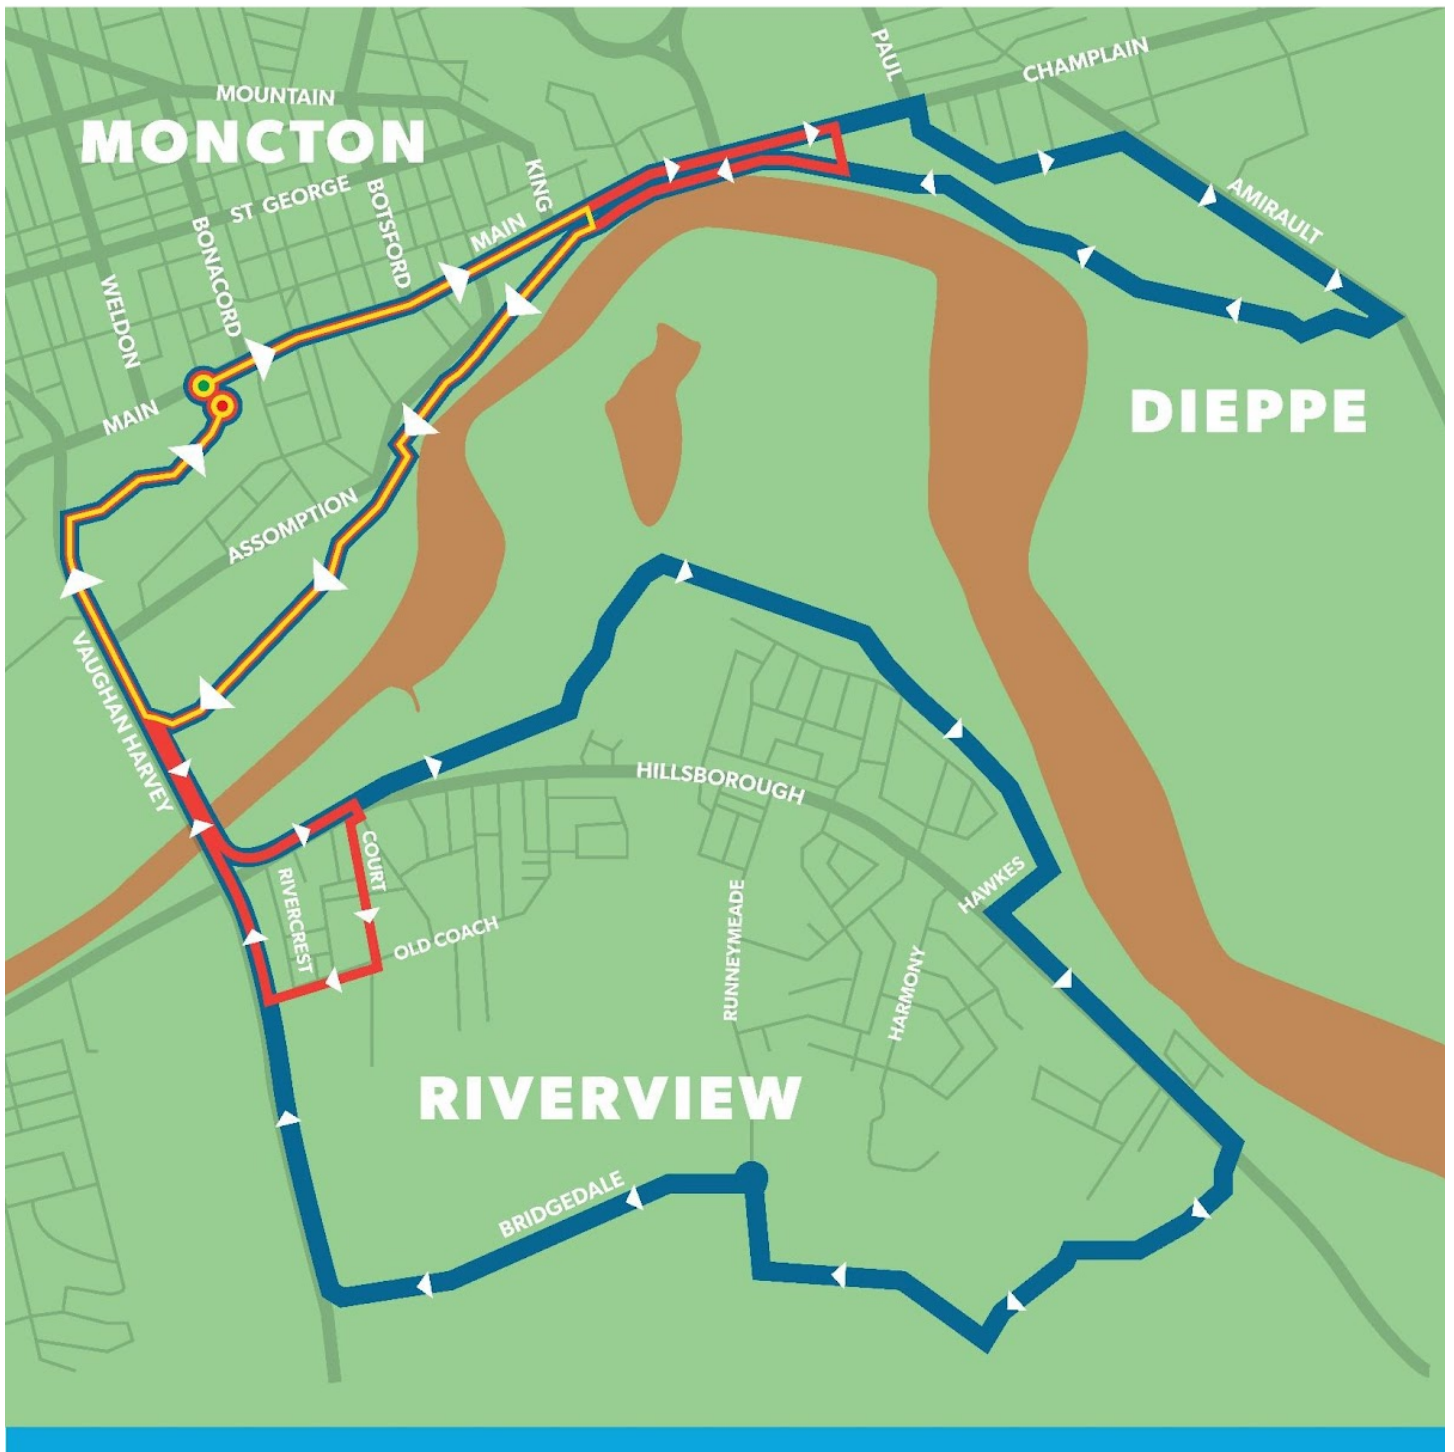 PAUL
CHAMPLAIN
MOUNTAIN
MONCTON
KING
ST GEORGE
BOTSFORD
AMIRAULT
BONACORD
MAIN
WELDON
DIEPPE
MAIN
ASSOMPTION
VAUGHAN HARVEY
HILLSBOROUGH
COURT
RIVERCREST
HAWKES
OLD COACH
RUNNEYMEADE
HARMONY
RIVERVIEW
BRIDGEDALE